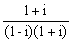 1 + i
(1 - i)(1 + i)